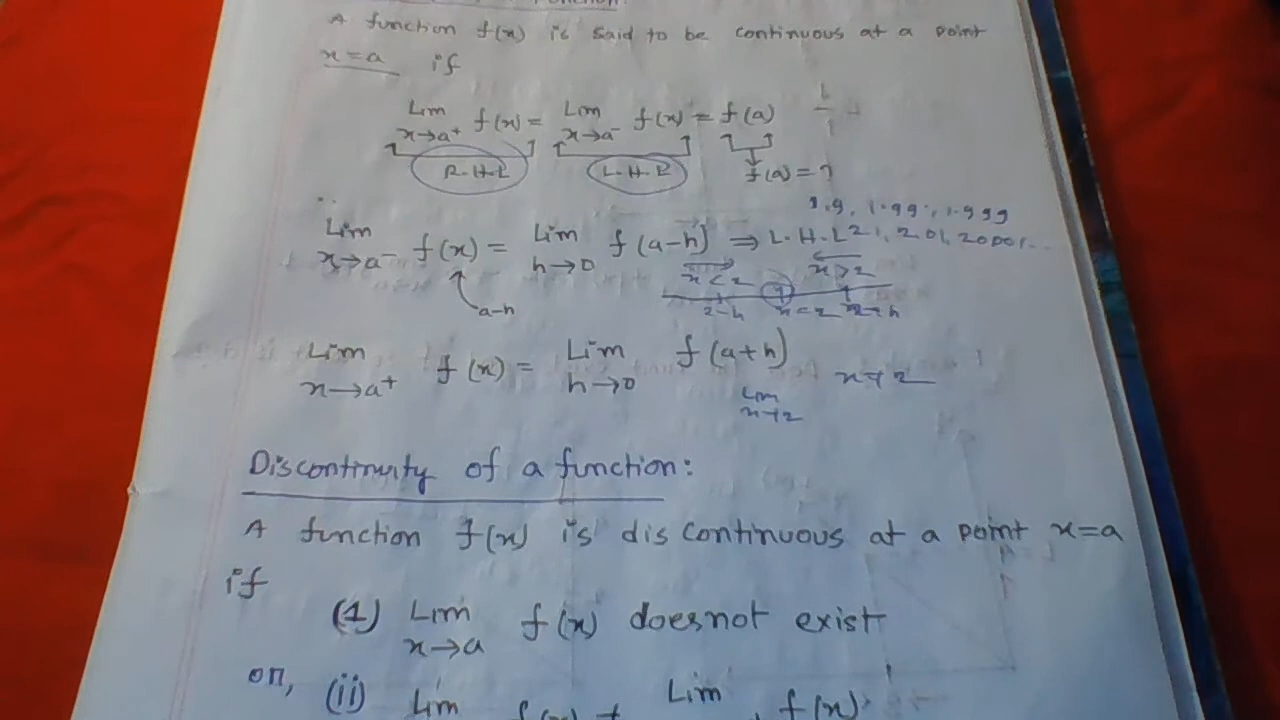 A function f(x) is said to be continuous at a point
x=a if
Lim x→a⁺ f(x) = Lim x→a⁻ f(x) = f(a)
R-H-L L-H-L f(a) = ?
1.9, 1.99, 1.999
Lim x→a⁻ f(x) = Lim h→0 f(a-h) ⇒ L-H-L 2.01, 2.0001...
x<2 x>2
a-h 2-h x=2
Lim x→a⁺ f(x) = Lim h→0 f(a+h)
Lim x→2
Discontinuity of a function:
A function f(x) is discontinuous at a point x=a
if
(1) Lim x→a f(x) doesnot exist
or, (ii) Lim f(x) ≠ Lim f(x)